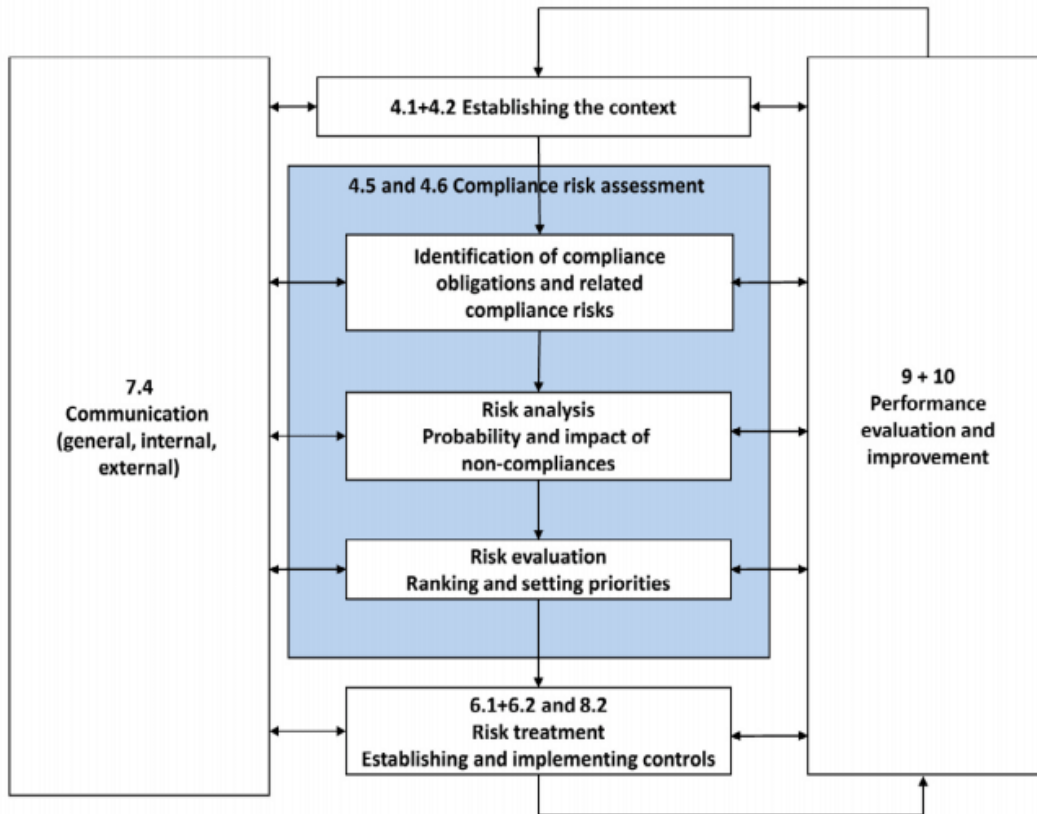 4.1+4.2 Establishing the context
4.5 and 4.6 Compliance risk assessment
Identification of compliance
obligations and related
compliance risks
7.4
Communication
(general, internal,
external)
Risk analysis
Probability and impact of
non-compliances
9 + 10
Performance
evaluation and
improvement
Risk evaluation
Ranking and setting priorities
6.1+6.2 and 8.2
Risk treatment
Establishing and implementing controls